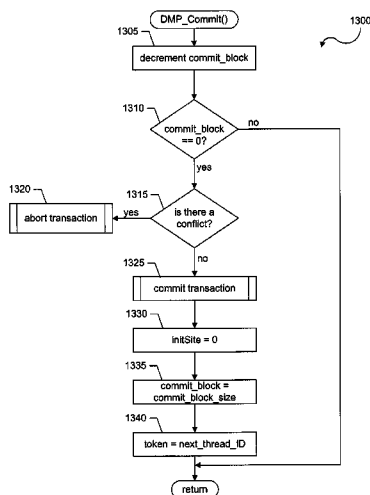 DMP_Commit()
1300
1305
decrement commit_block
1310
commit_block
== 0?
no
yes
1315
is there a
conflict?
yes
1320
abort transaction
no
1325
commit transaction
1330
initSite = 0
1335
commit_block =
commit_block_size
1340
token = next_thread_ID
return